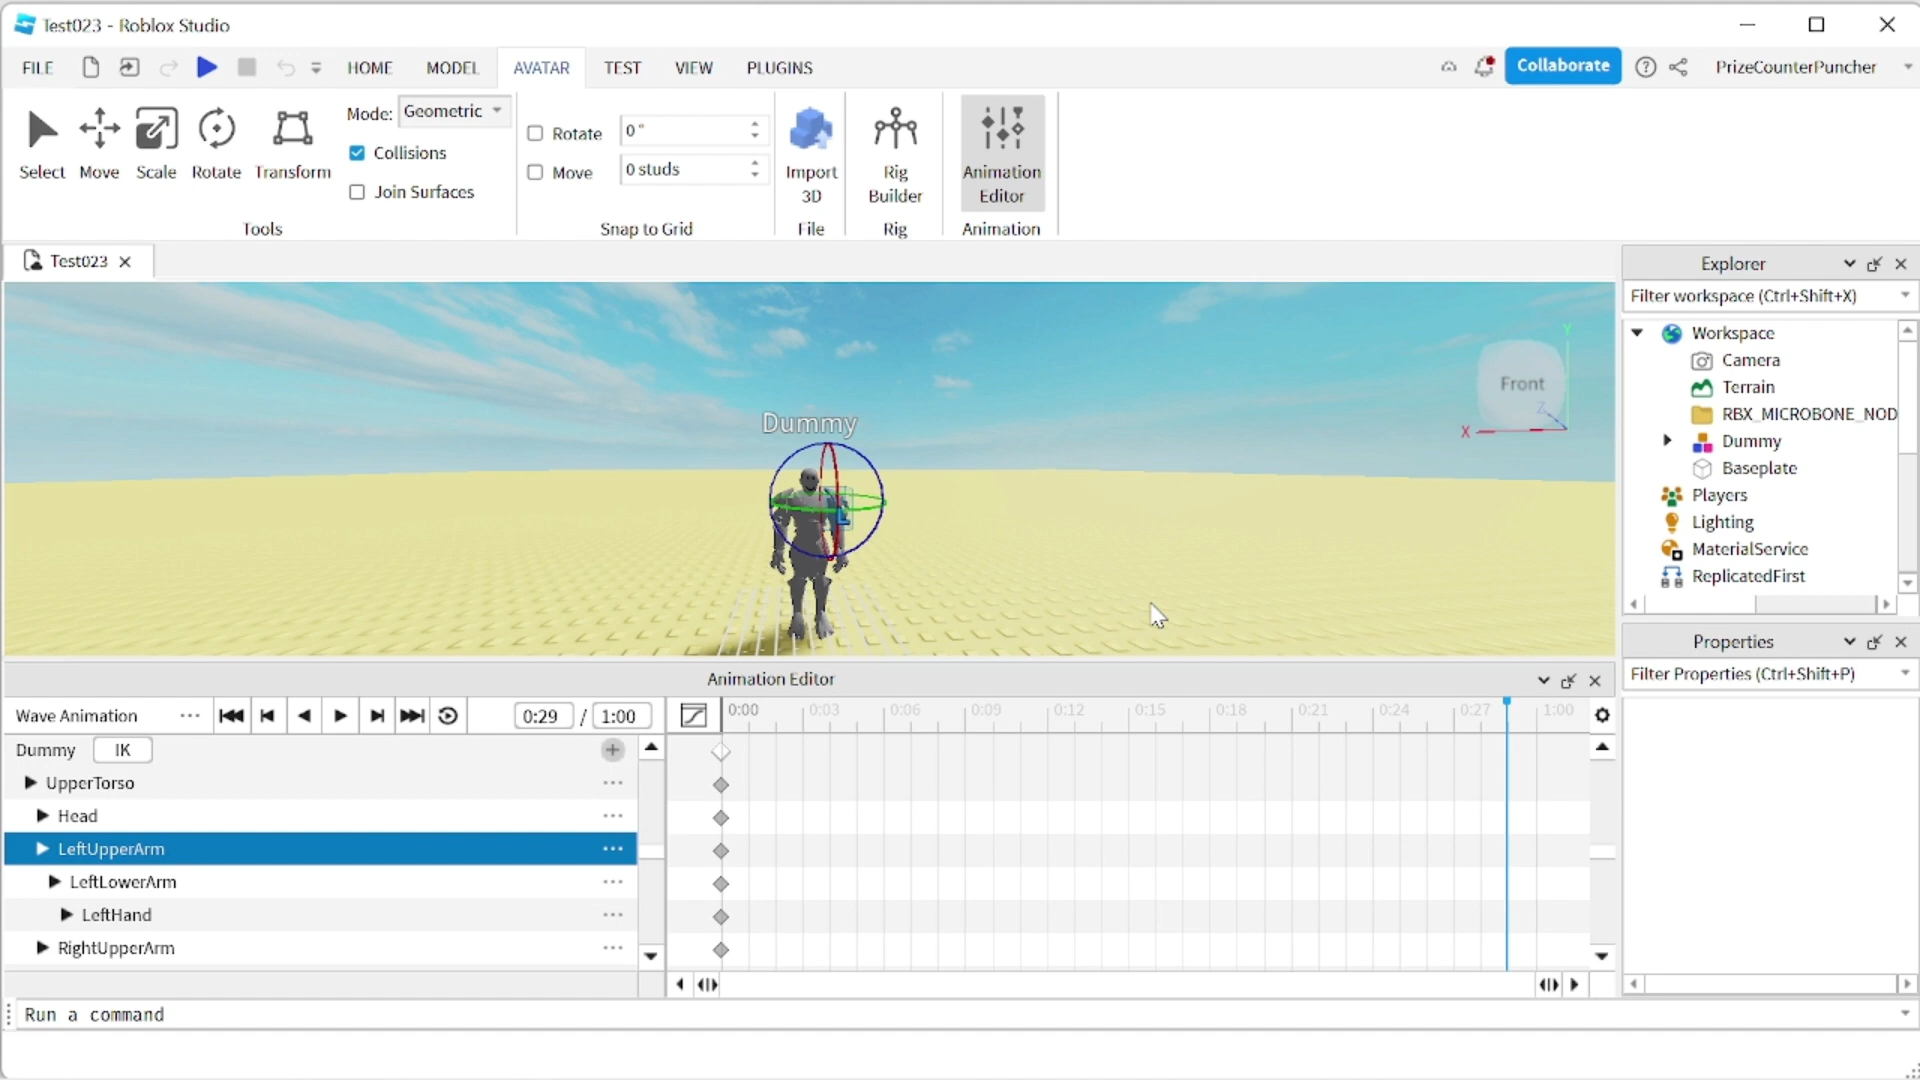 Test023 - Roblox Studio
FILE HOME MODEL AVATAR TEST VIEW PLUGINS Collaborate PrizeCounterPuncher
Mode: Geometric
Collisions
Join Surfaces
Select Move Scale Rotate Transform
Tools
Rotate 0 °
Move 0 studs
Snap to Grid
Import
3D
File
Rig
Builder
Rig
Animation
Editor
Animation
Test023
Dummy
Front
X
Y
Z
L
Explorer
Filter workspace (Ctrl+Shift+X)
Workspace
Camera
Terrain
RBX_MICROBONE_NOD
Dummy
Baseplate
Players
Lighting
MaterialService
ReplicatedFirst
Properties
Filter Properties (Ctrl+Shift+P)
Animation Editor
Wave Animation ... 0:29 / 1:00
0:00 0:03 0:06 0:09 0:12 0:15 0:18 0:21 0:24 0:27 1:00
Dummy IK
UpperTorso ...
Head ...
LeftUpperArm ...
LeftLowerArm ...
LeftHand ...
RightUpperArm ...
Run a command